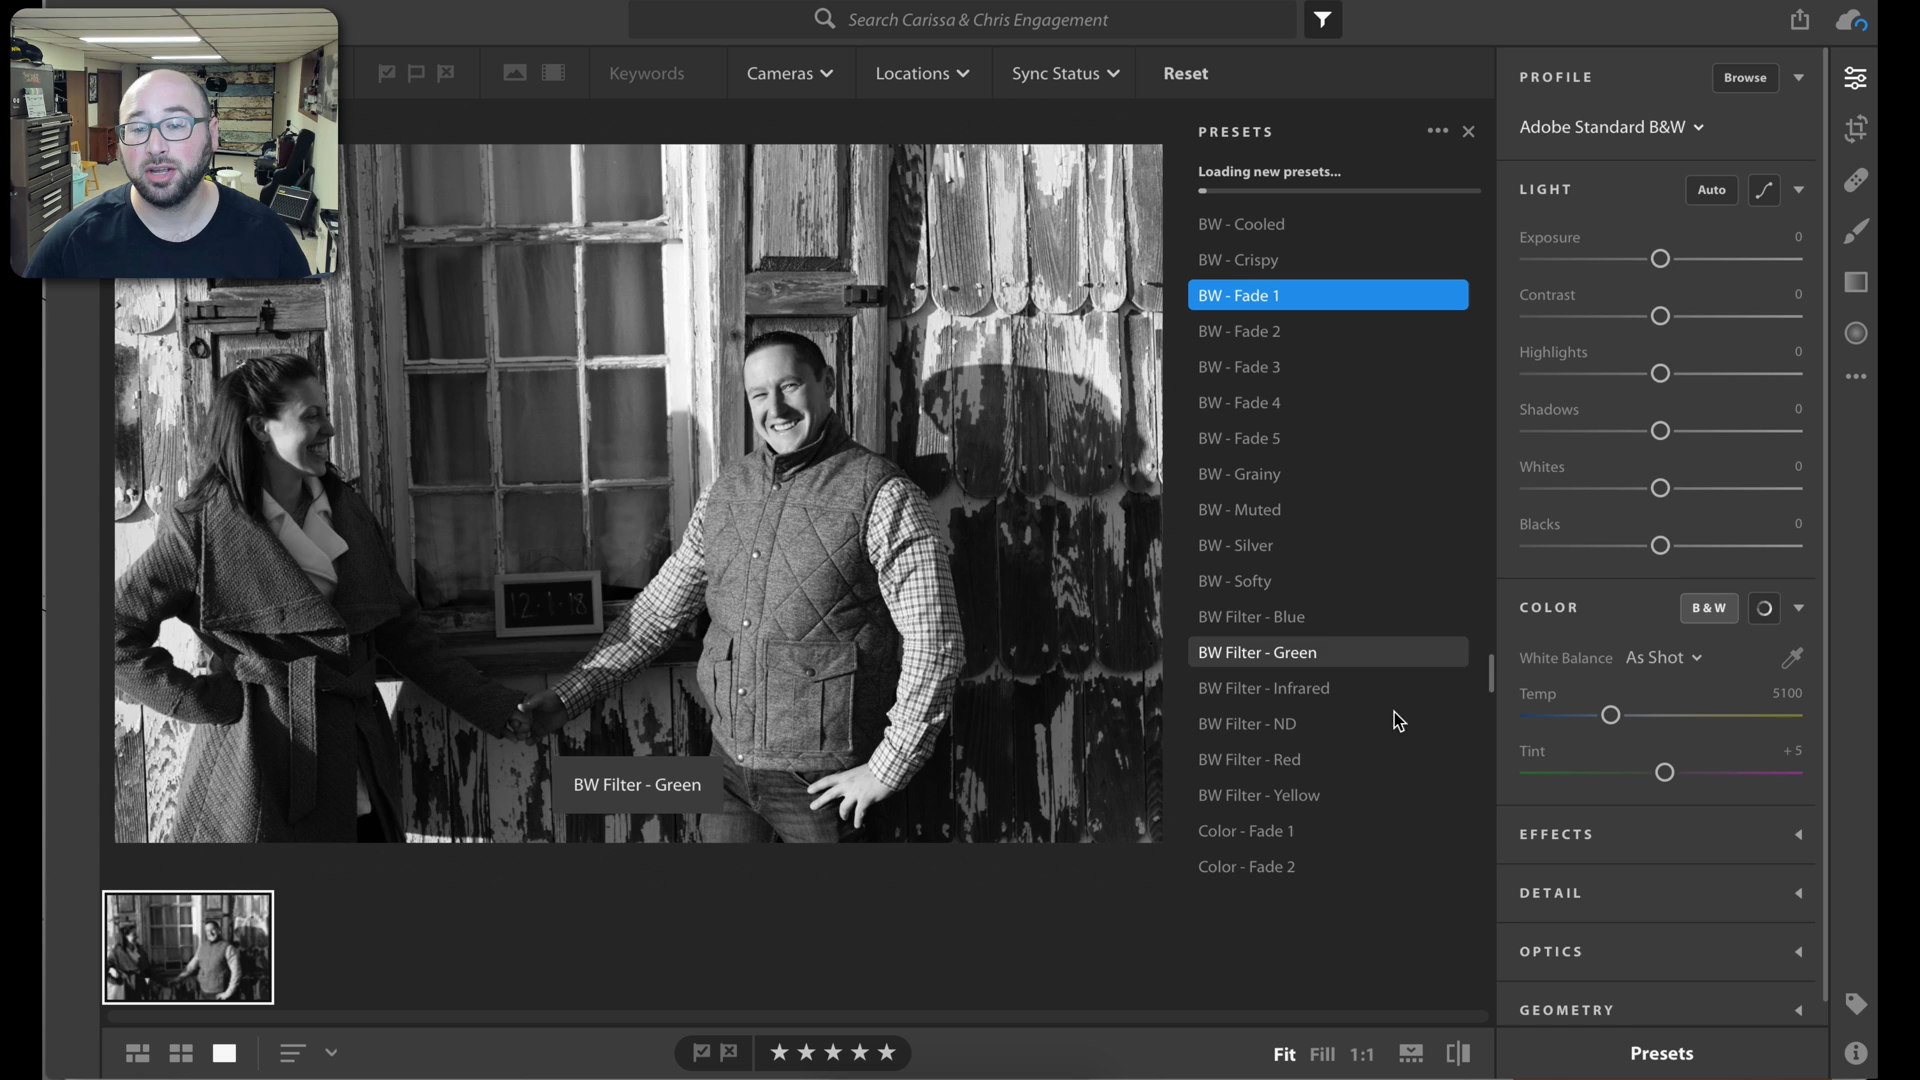 Search Carissa & Chris Engagement
Keywords
Cameras
Locations
Sync Status
Reset
PRESETS
Loading new presets...
BW - Cooled
BW - Crispy
BW - Fade 1
BW - Fade 2
BW - Fade 3
BW - Fade 4
BW - Fade 5
BW - Grainy
BW - Muted
BW - Silver
BW - Softy
BW Filter - Blue
BW Filter - Green
BW Filter - Infrared
BW Filter - ND
BW Filter - Red
BW Filter - Yellow
Color - Fade 1
Color - Fade 2
12-1-18
BW Filter - Green
PROFILE
Browse
Adobe Standard B&W
LIGHT
Auto
Exposure 0
Contrast 0
Highlights 0
Shadows 0
Whites 0
Blacks 0
COLOR
B&W
White Balance As Shot
Temp 5100
Tint + 5
EFFECTS
DETAIL
OPTICS
GEOMETRY
Fit Fill 1:1
Presets